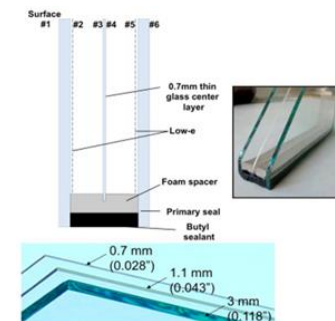 Surface
#1 #2 #3 #4 #5 #6
0.7mm thin
glass center
layer
Low-e
Foam spacer
Primary seal
Butyl
sealant
0.7 mm
(0.028")
1.1 mm
(0.043")
3 mm
(0.118")